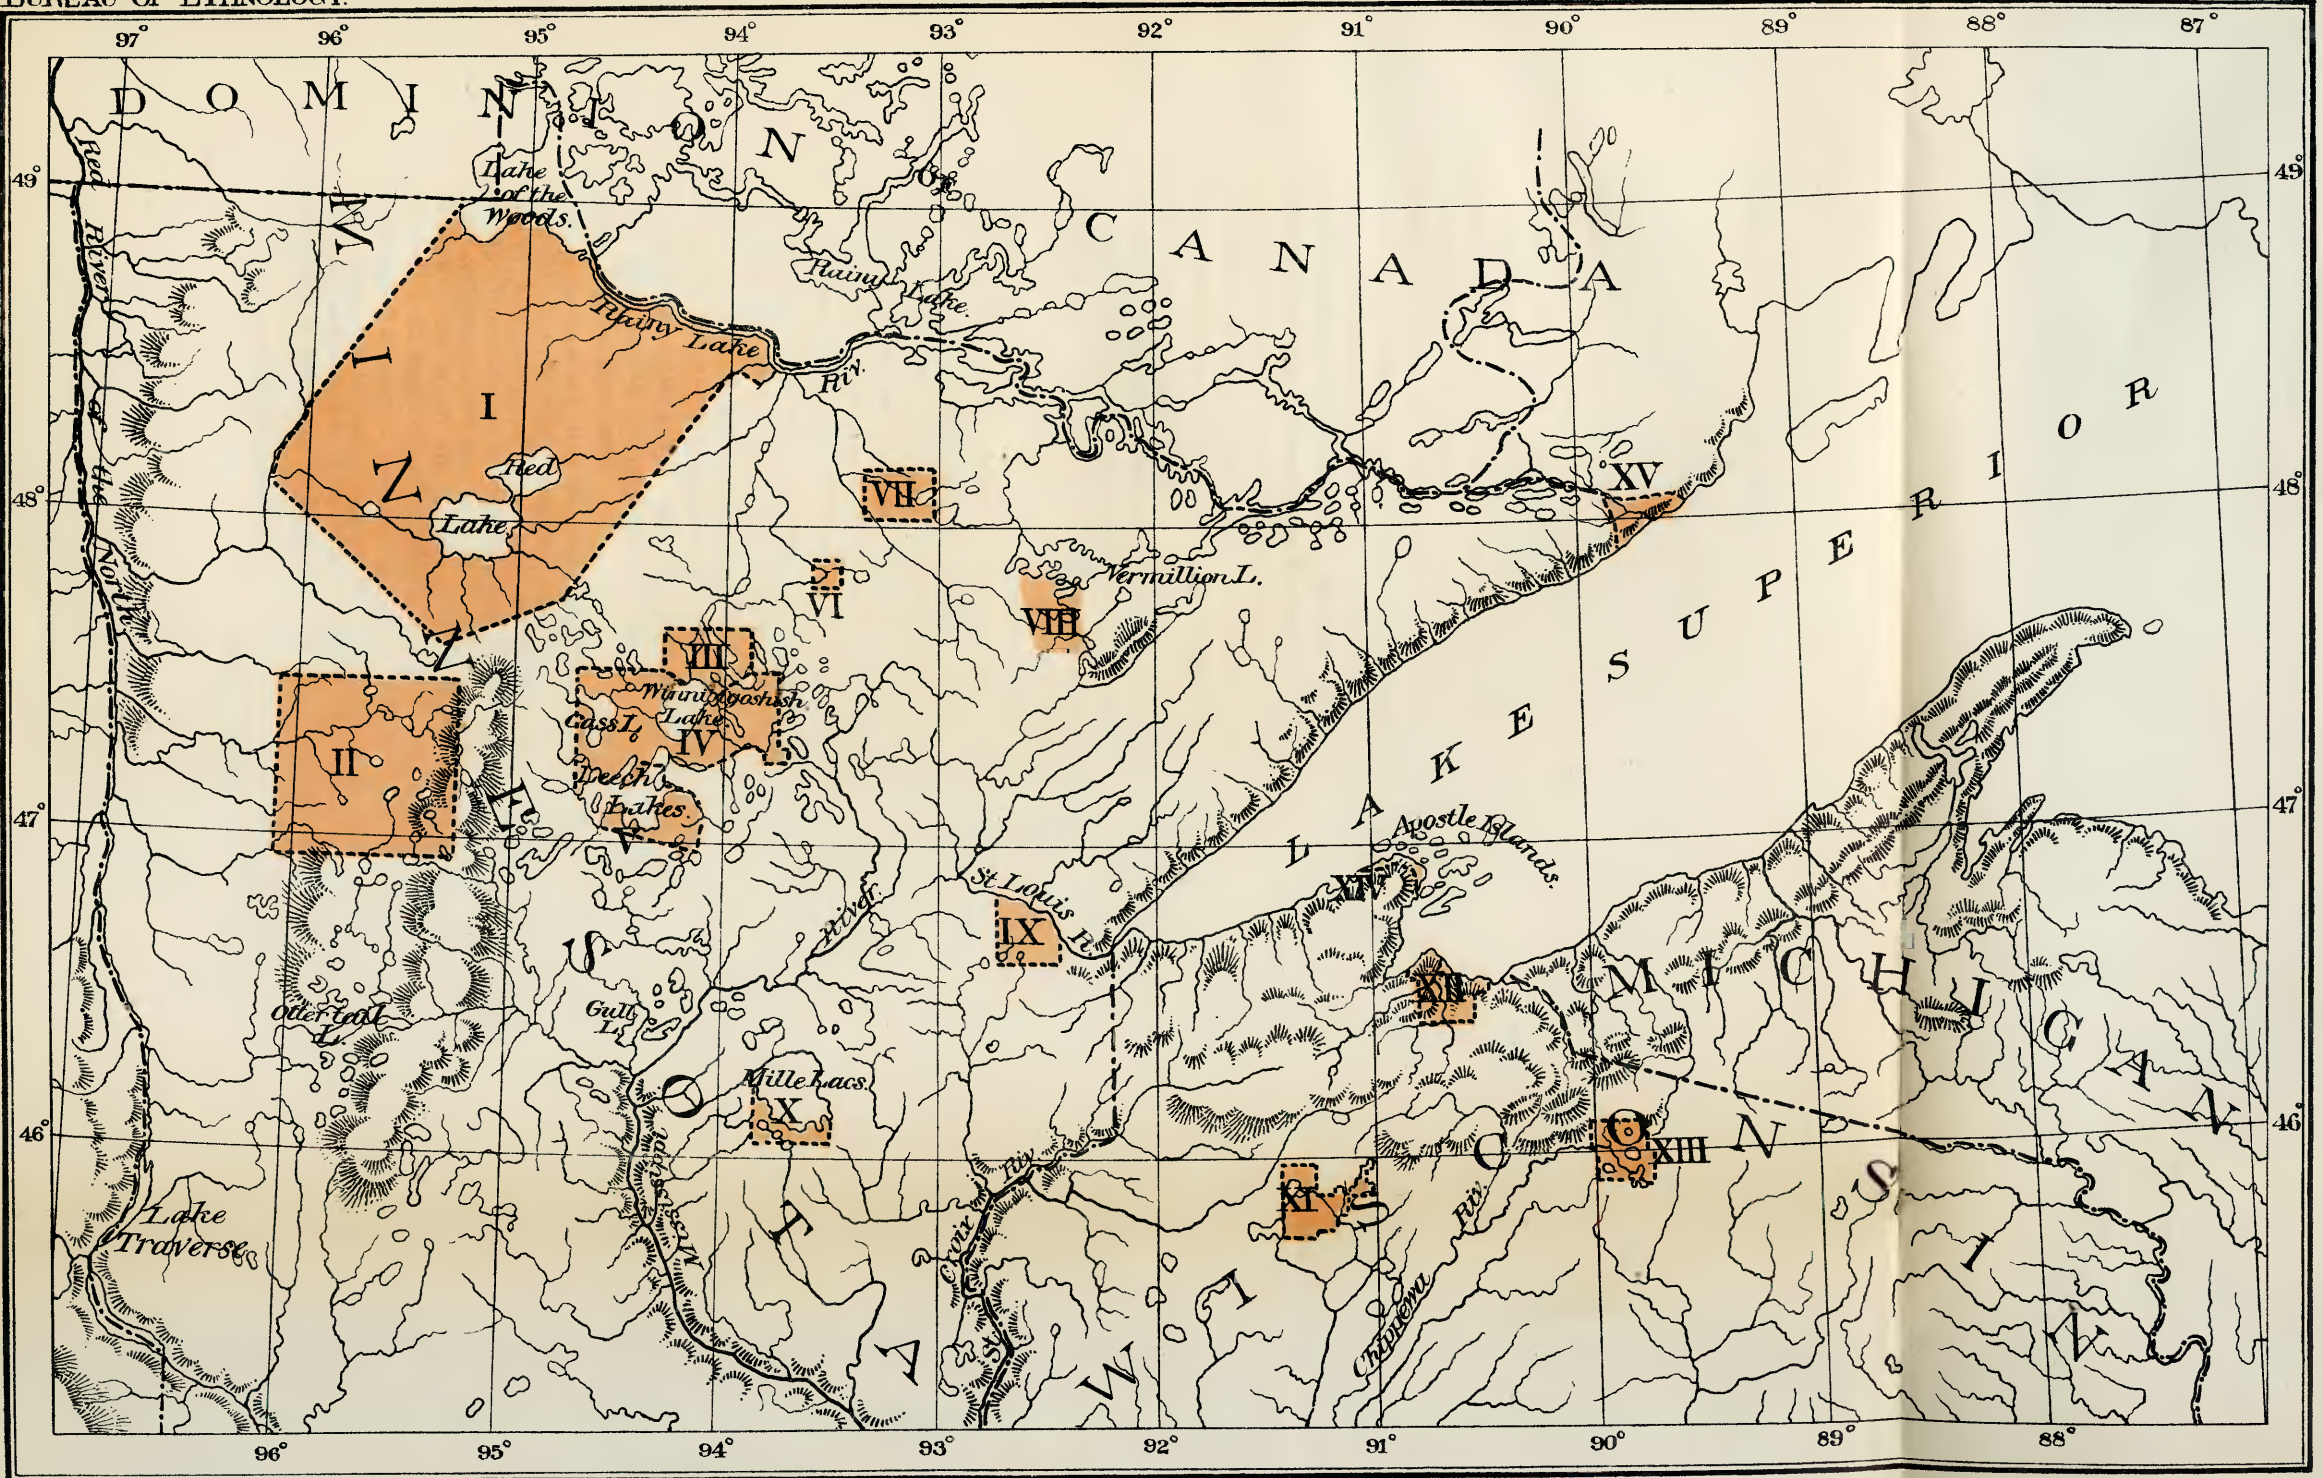 BUREAU OF ETHNOLOGY.
97° 96° 95° 94° 93° 92° 91° 90° 89° 88° 87°
DOMINION OF CANADA
49° 49°
Red River of the North
Lake
of the
Woods.
Rainy Lake
Rainy Lake Riv.
MINNESOTA
I
Red
Lake
48° 48°
VII
XV
VI
Vermillion L.
VIII
LAKE SUPERIOR
III
Winnibigoshish
Lake
Cass L.
IV
II
Leech
Lakes.
V
47° 47°
Apostle Islands.
XIV
St Louis R.
IX
River
XII
MICHIGAN
Ottertail
L.
Gull
L.
Mille Lacs.
X
46° 46°
XIII
XI
Lake
Traverse
Mississippi
St Croix Riv
Chippewa Riv.
WISCONSIN
96° 95° 94° 93° 92° 91° 90° 89° 88°